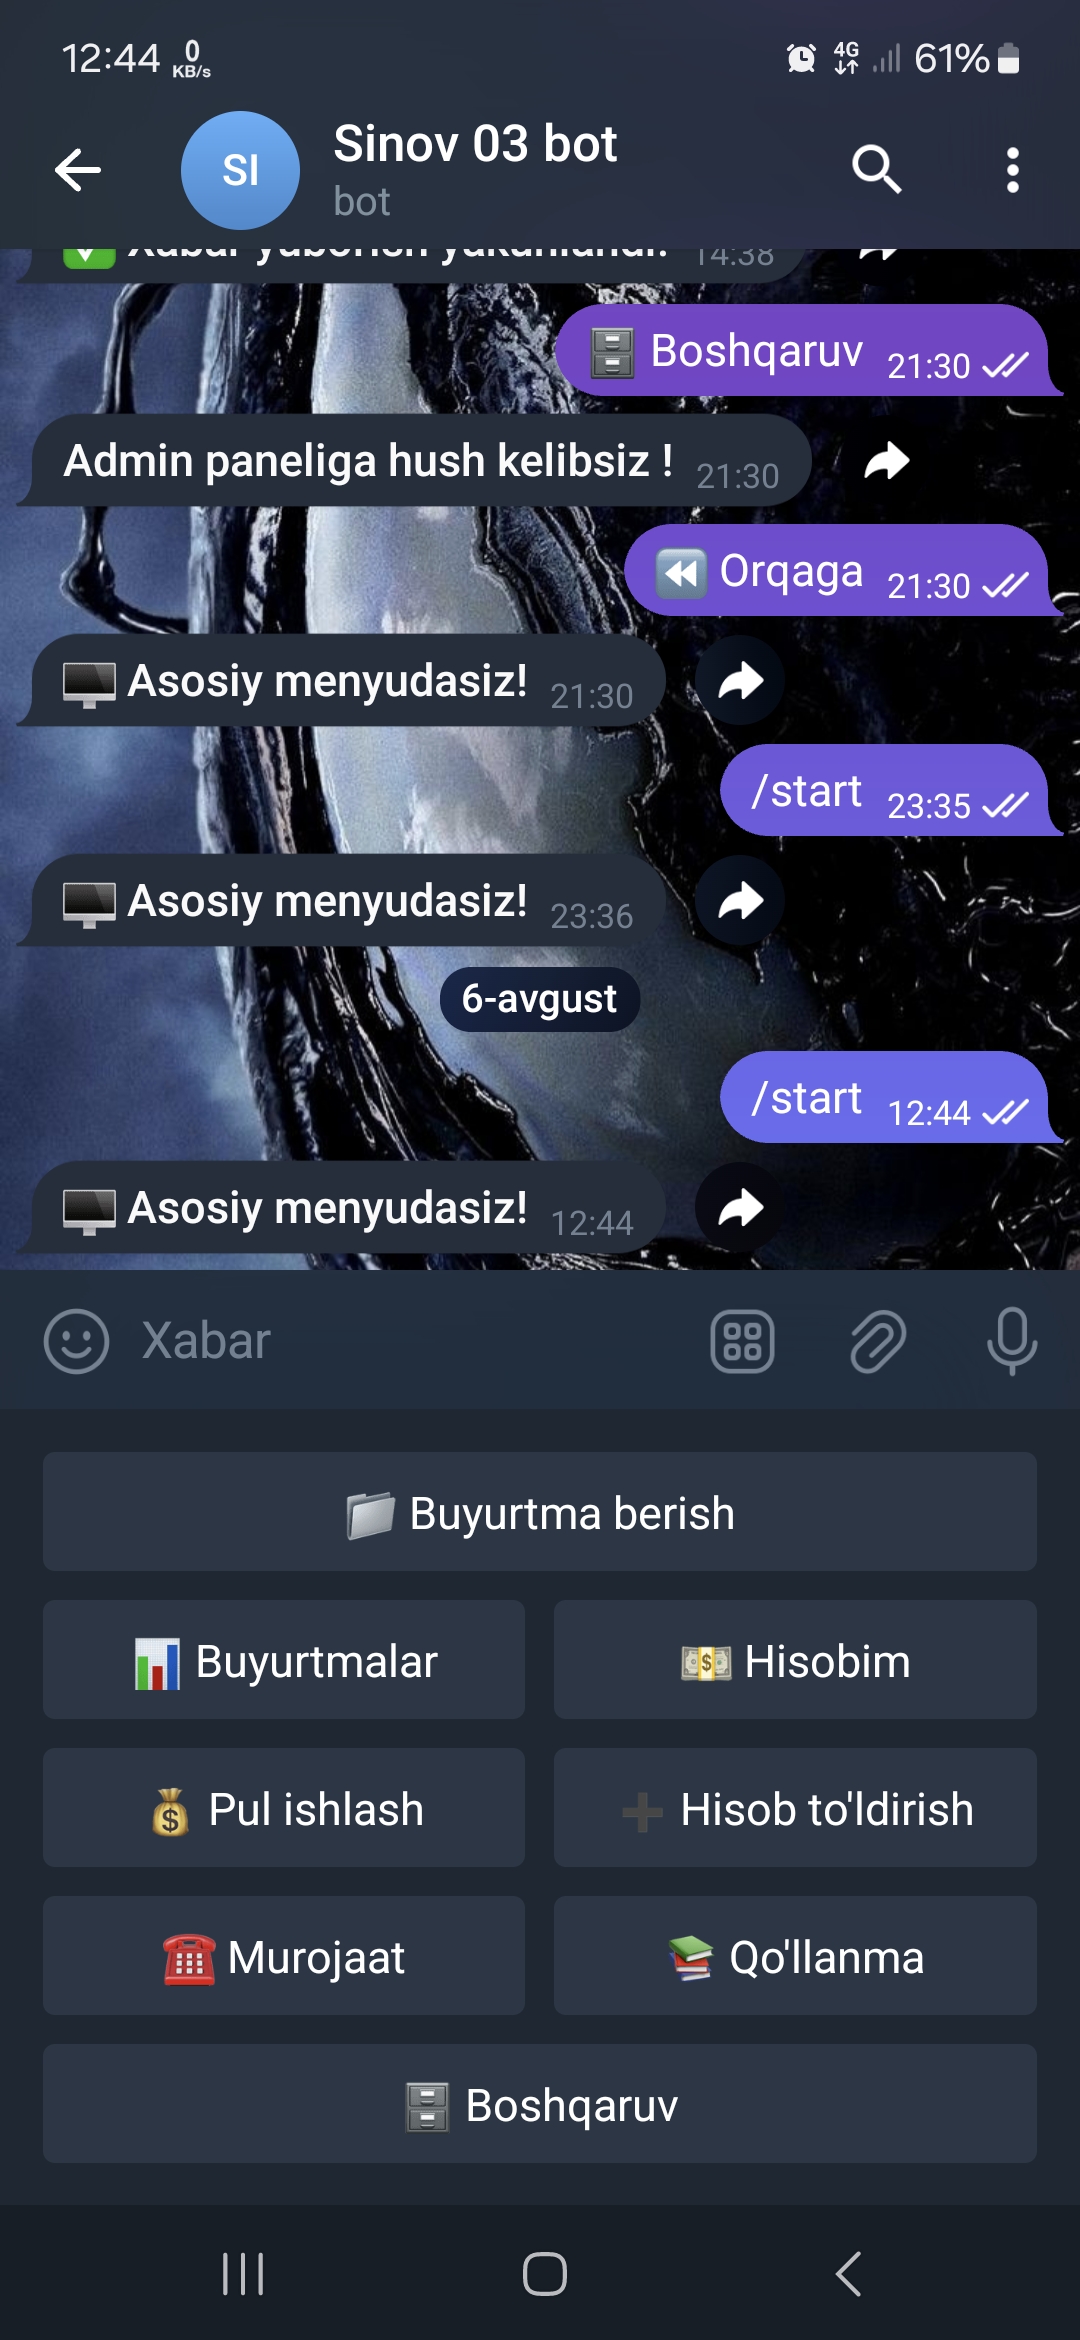 12:44 0 KB/s 4G 61%
SI Sinov 03 bot
bot
Xabar yuborish yakunlandi! 14:38
Boshqaruv 21:30
Admin paneliga hush kelibsiz ! 21:30
Orqaga 21:30
Asosiy menyudasiz! 21:30
/start 23:35
Asosiy menyudasiz! 23:36
6-avgust
/start 12:44
Asosiy menyudasiz! 12:44
Xabar
Buyurtma berish
Buyurtmalar
Hisobim
Pul ishlash
Hisob to'ldirish
Murojaat
Qo'llanma
Boshqaruv